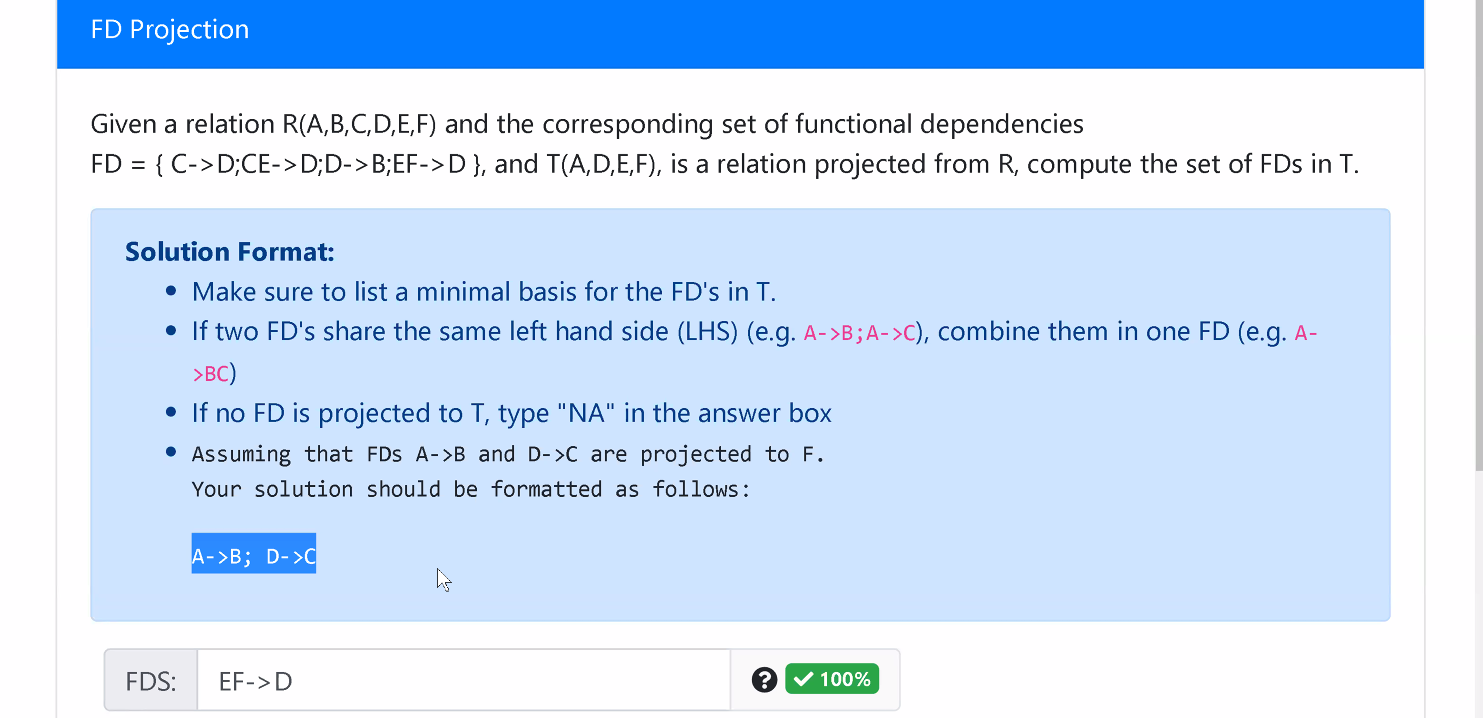 FD Projection
Given a relation R(A,B,C,D,E,F) and the corresponding set of functional dependencies
FD = { C->D;CE->D;D->B;EF->D }, and T(A,D,E,F), is a relation projected from R, compute the set of FDs in T.
Solution Format:
Make sure to list a minimal basis for the FD's in T.
If two FD's share the same left hand side (LHS) (e.g. A->B;A->C), combine them in one FD (e.g. A-
>BC)
If no FD is projected to T, type "NA" in the answer box
Assuming that FDs A->B and D->C are projected to F.
Your solution should be formatted as follows:
A->B; D->C
FDS: EF->D ? 100%